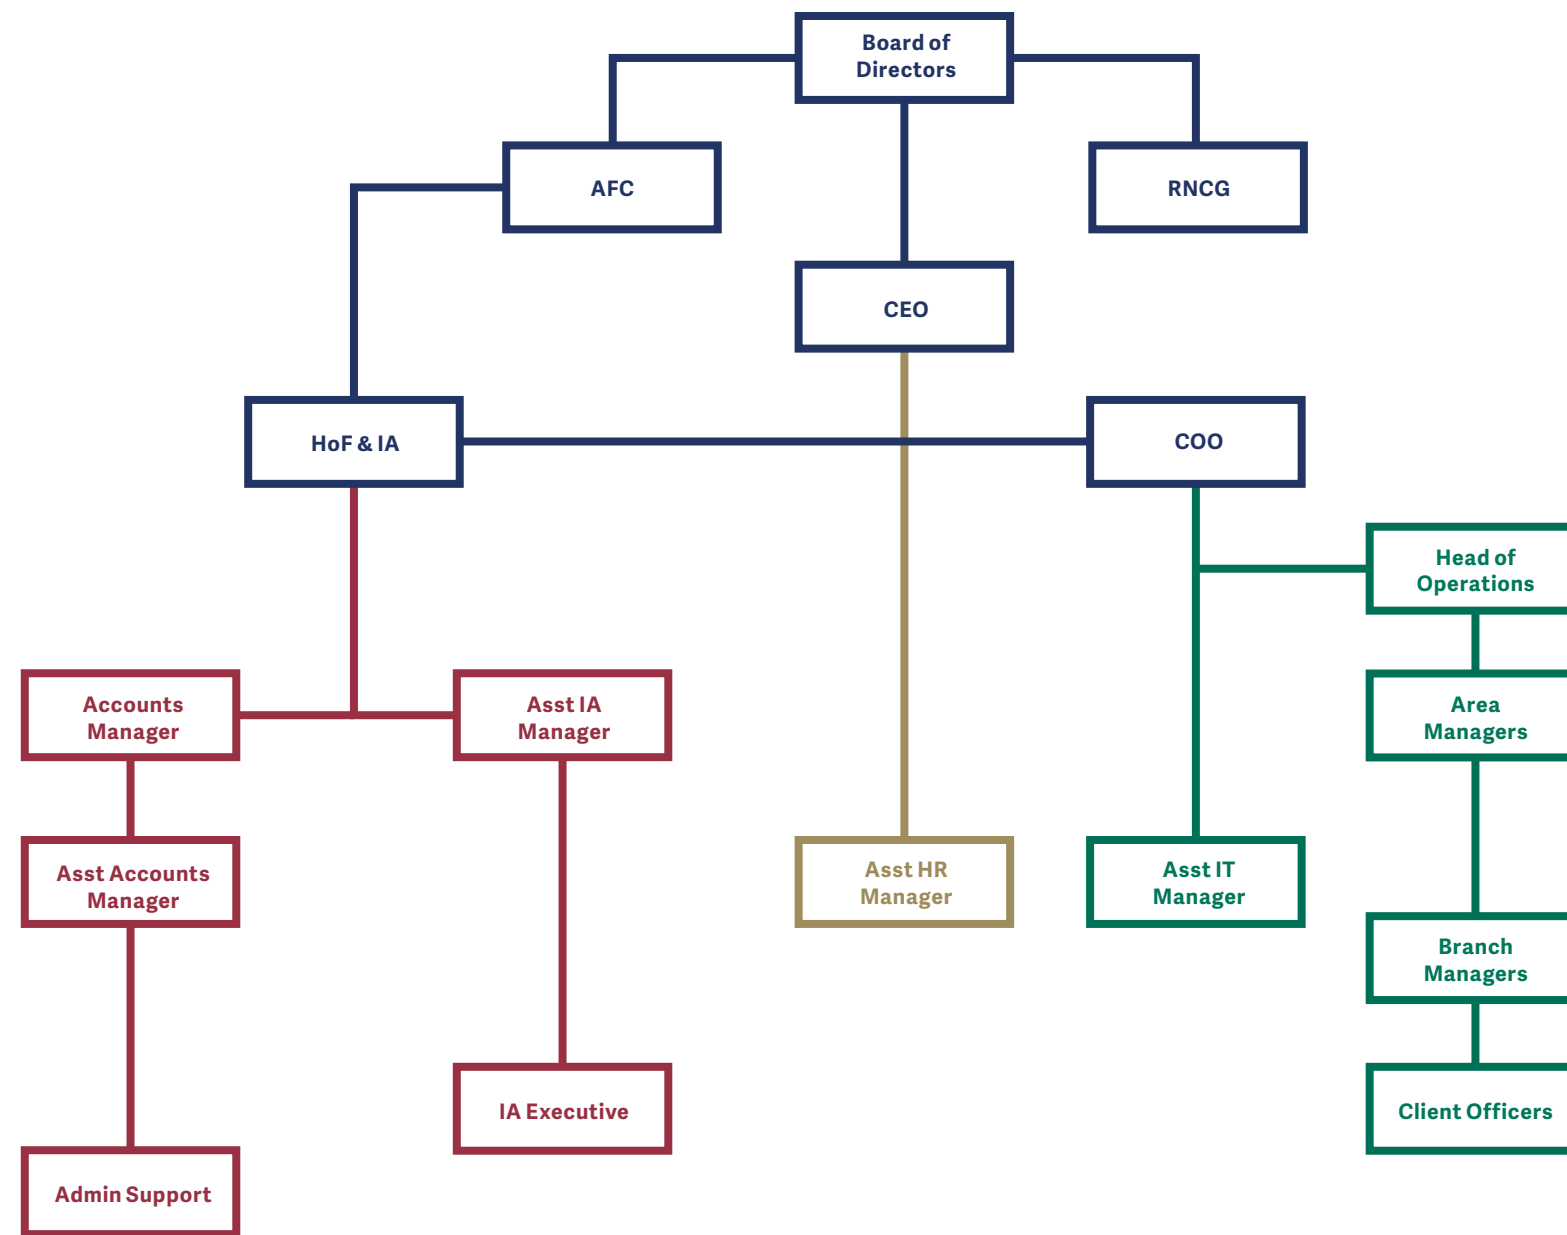 Board of
Directors
AFC
RNCG
CEO
HoF & IA
COO
Head of
Operations
Accounts
Manager
Asst IA
Manager
Area
Managers
Asst Accounts
Manager
Asst HR
Manager
Asst IT
Manager
Branch
Managers
IA Executive
Client Officers
Admin Support